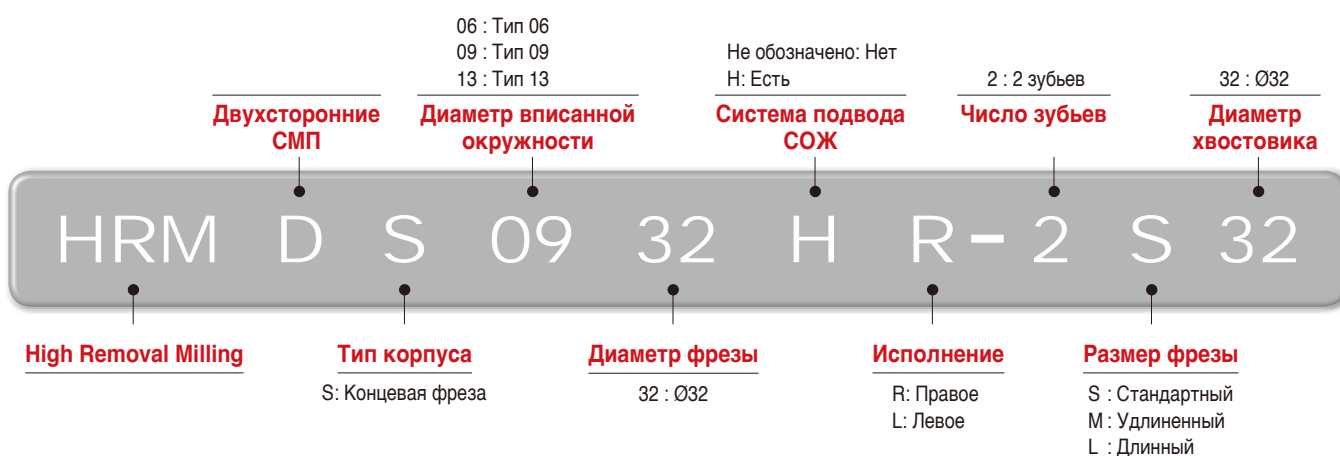 06 : Тип 06
09 : Тип 09
13 : Тип 13
Не обозначено: Нет
H: Есть
2 : 2 зубьев
32 : Ø32
Двухсторонние
СМП
Диаметр вписанной
окружности
Система подвода
СОЖ
Число зубьев
Диаметр
хвостовика
HRM D S 09 32 H R-2 S 32
High Removal Milling
Тип корпуса
S: Концевая фреза
Диаметр фрезы
32 : Ø32
Исполнение
R: Правое
L: Левое
Размер фрезы
S : Стандартный
M : Удлиненный
L : Длинный